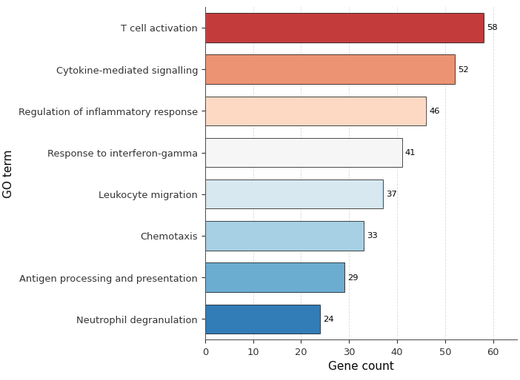 T cell activation 58
Cytokine-mediated signalling 52
Regulation of inflammatory response 46
Response to interferon-gamma 41
Leukocyte migration 37
Chemotaxis 33
Antigen processing and presentation 29
Neutrophil degranulation 24
GO term
0 10 20 30 40 50 60
Gene count